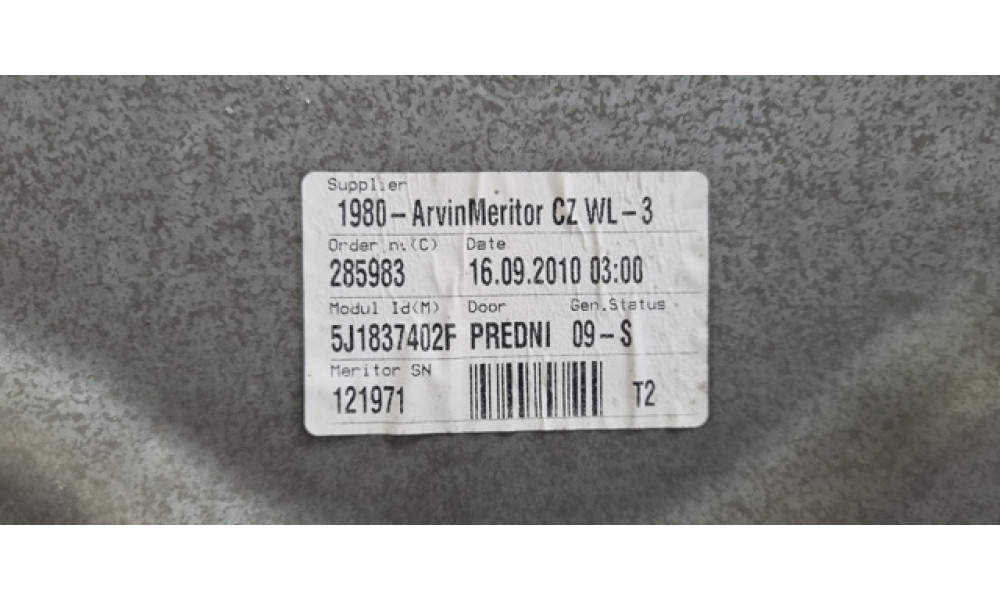 Supplier
1980-ArvinMeritor CZ WL-3
Order n.(C) Date
285983 16.09.2010 03:00
Modul Id(M) Door Gen.Status
5J1837402F PREDNI 09-S
Meritor SN
121971 T2